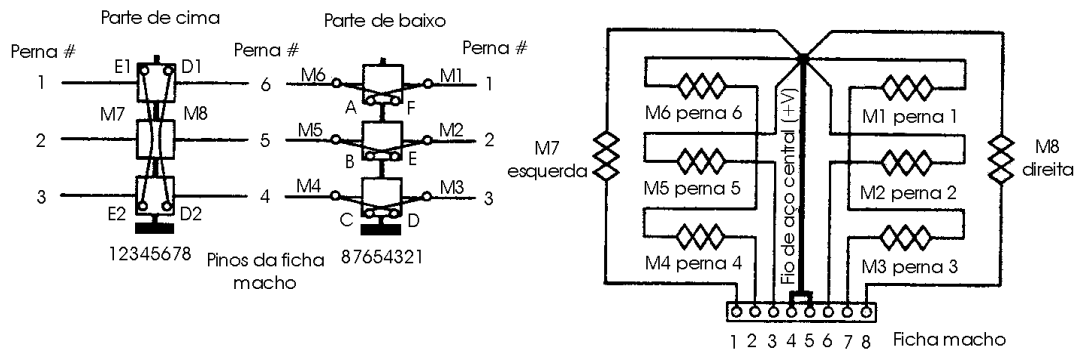 Parte de cima
Parte de baixo
Perna #
Perna #
Perna #
E1 D1
M6 M1
1 6 1
A F
M7 M8
M5 M2
2 5 2
B E
M4 M3
3 4 3
E2 D2
C D
12345678
Pinos da ficha
macho
87654321
M6 perna 6
M1 perna 1
M7
esquerda
M8
direita
M5 perna 5
M2 perna 2
M4 perna 4
M3 perna 3
Fio de aço central (+V)
1 2 3 4 5 6 7 8
Ficha macho